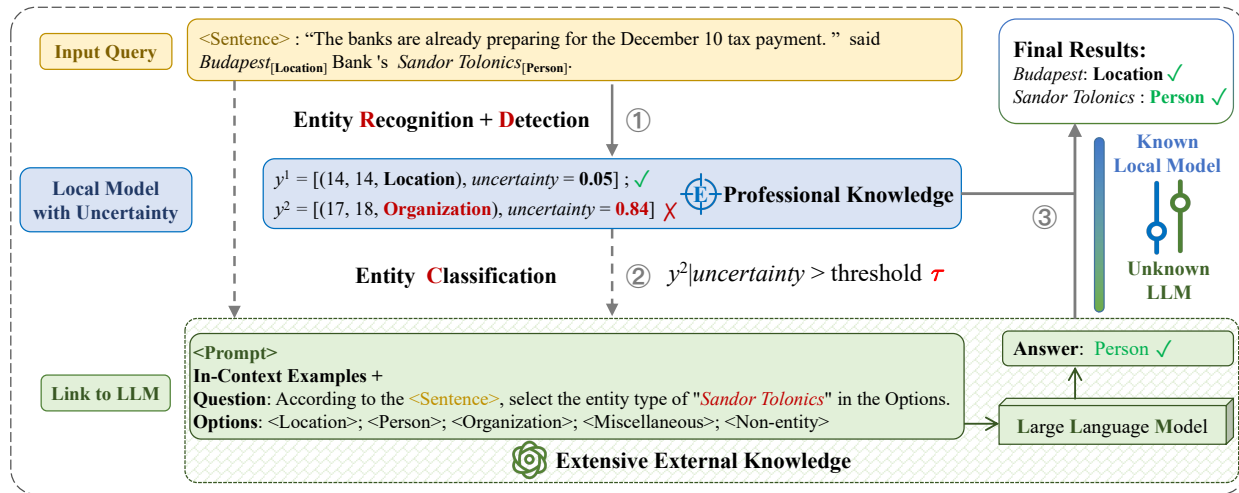 Input Query
<Sentence> : “The banks are already preparing for the December 10 tax payment. ” said
Budapest[Location] Bank 's Sandor Tolonics[Person].
Final Results:
Budapest: Location ✓
Sandor Tolonics : Person ✓
Entity Recognition + Detection
①
Local Model
with Uncertainty
y¹ = [(14, 14, Location), uncertainty = 0.05] ; ✓
y² = [(17, 18, Organization), uncertainty = 0.84] ✗
E
Professional Knowledge
③
Known
Local Model
Unknown
LLM
Entity Classification
②
y²|uncertainty > threshold τ
Link to LLM
<Prompt>
In-Context Examples +
Question: According to the <Sentence>, select the entity type of "Sandor Tolonics" in the Options.
Options: <Location>; <Person>; <Organization>; <Miscellaneous>; <Non-entity>
Answer: Person ✓
Large Language Model
Extensive External Knowledge